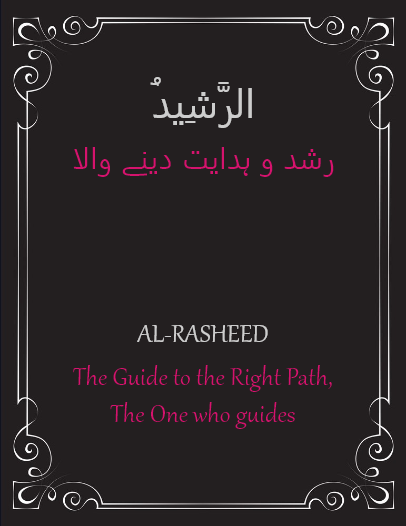 الرَّشِيدُ
رشد و ہدایت دینے والا
AL-RASHEED
The Guide to the Right Path,
The One who guides